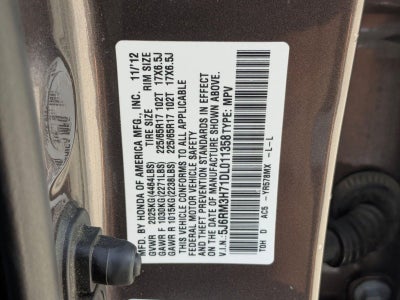 MFD. BY HONDA OF AMERICA MFG., INC. 11/'12
TIRE SIZE RIM SIZE
GVWR 2025KG(4464LBS)
GAWR F 1030KG(2271LBS) 225/65R17 102T 17X6.5J
GAWR R 1015KG(2238LBS) 225/65R17 102T 17X6.5J
THIS VEHICLE CONFORMS TO ALL APPLICABLE
FEDERAL MOTOR VEHICLE SAFETY
AND THEFT PREVENTION STANDARDS IN EFFECT
ON THE DATE OF MANUFACTURE SHOWN ABOVE.
V.I.N. 5J6RM3H71DL011358 TYPE: MPV
TOH D AC5 -YR578MX -L-L